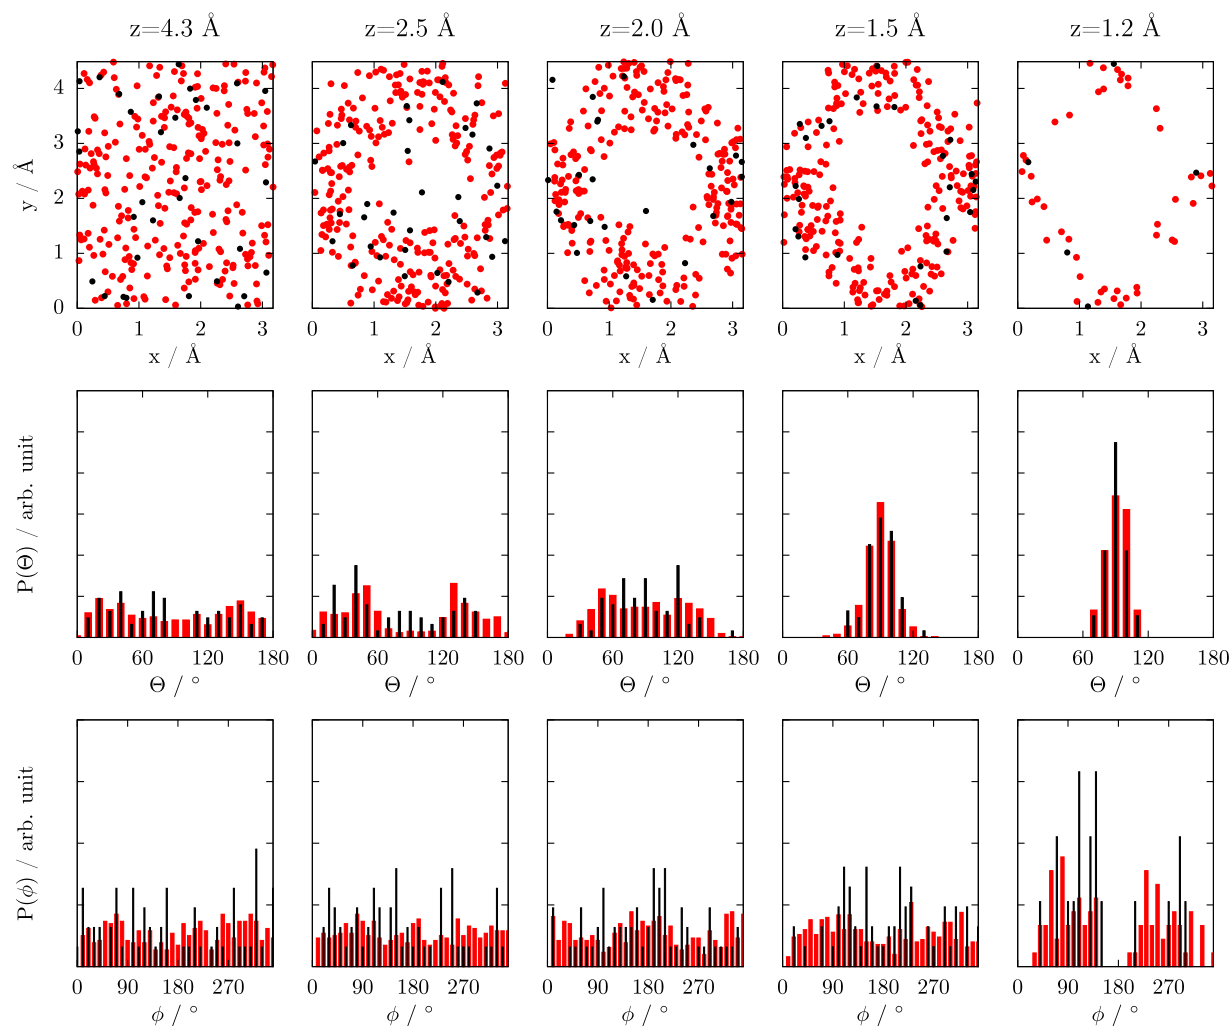 z=4.3 Å z=2.5 Å z=2.0 Å z=1.5 Å z=1.2 Å
y / Å
4
3
2
1
0
0 1 2 3 0 1 2 3 0 1 2 3 0 1 2 3 0 1 2 3
x / Å x / Å x / Å x / Å x / Å
P(Θ) / arb. unit
0 60 120 180 0 60 120 180 0 60 120 180 0 60 120 180 0 60 120 180
Θ / ° Θ / ° Θ / ° Θ / ° Θ / °
P(ϕ) / arb. unit
0 90 180 270 0 90 180 270 0 90 180 270 0 90 180 270 0 90 180 270
ϕ / ° ϕ / ° ϕ / ° ϕ / ° ϕ / °